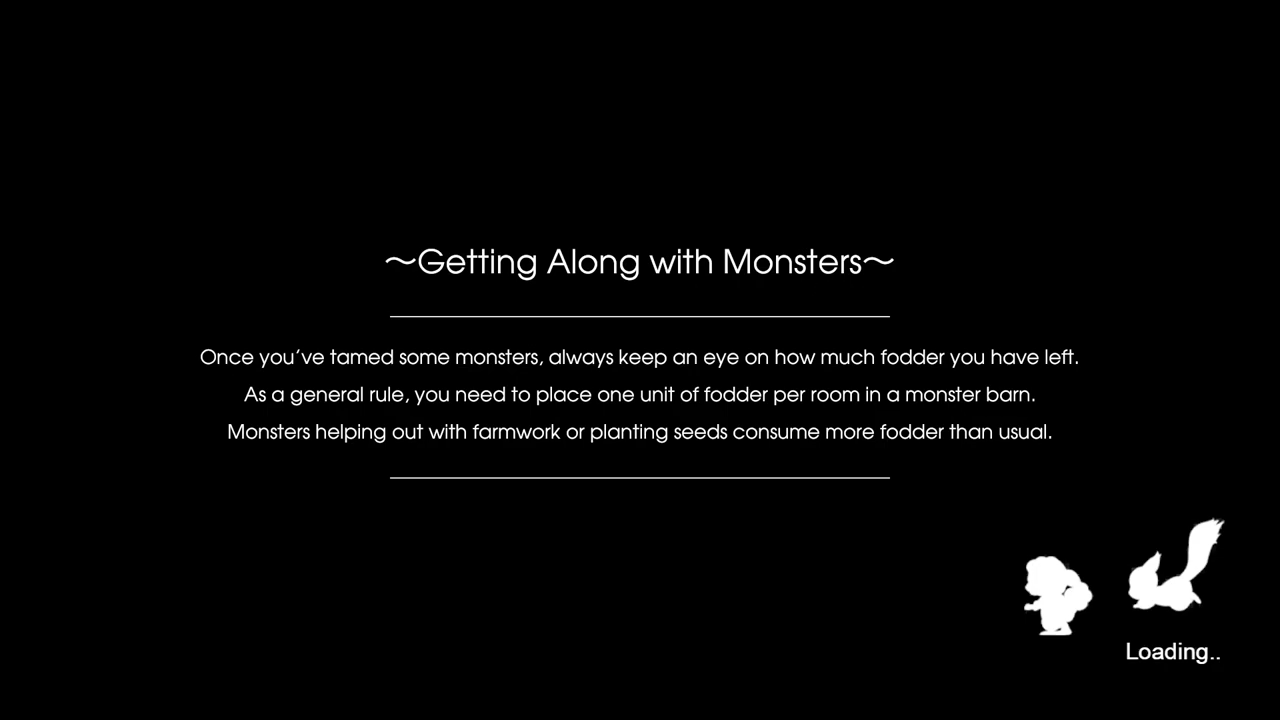 ～Getting Along with Monsters～
Once you've tamed some monsters, always keep an eye on how much fodder you have left.
As a general rule, you need to place one unit of fodder per room in a monster barn.
Monsters helping out with farmwork or planting seeds consume more fodder than usual.
Loading..